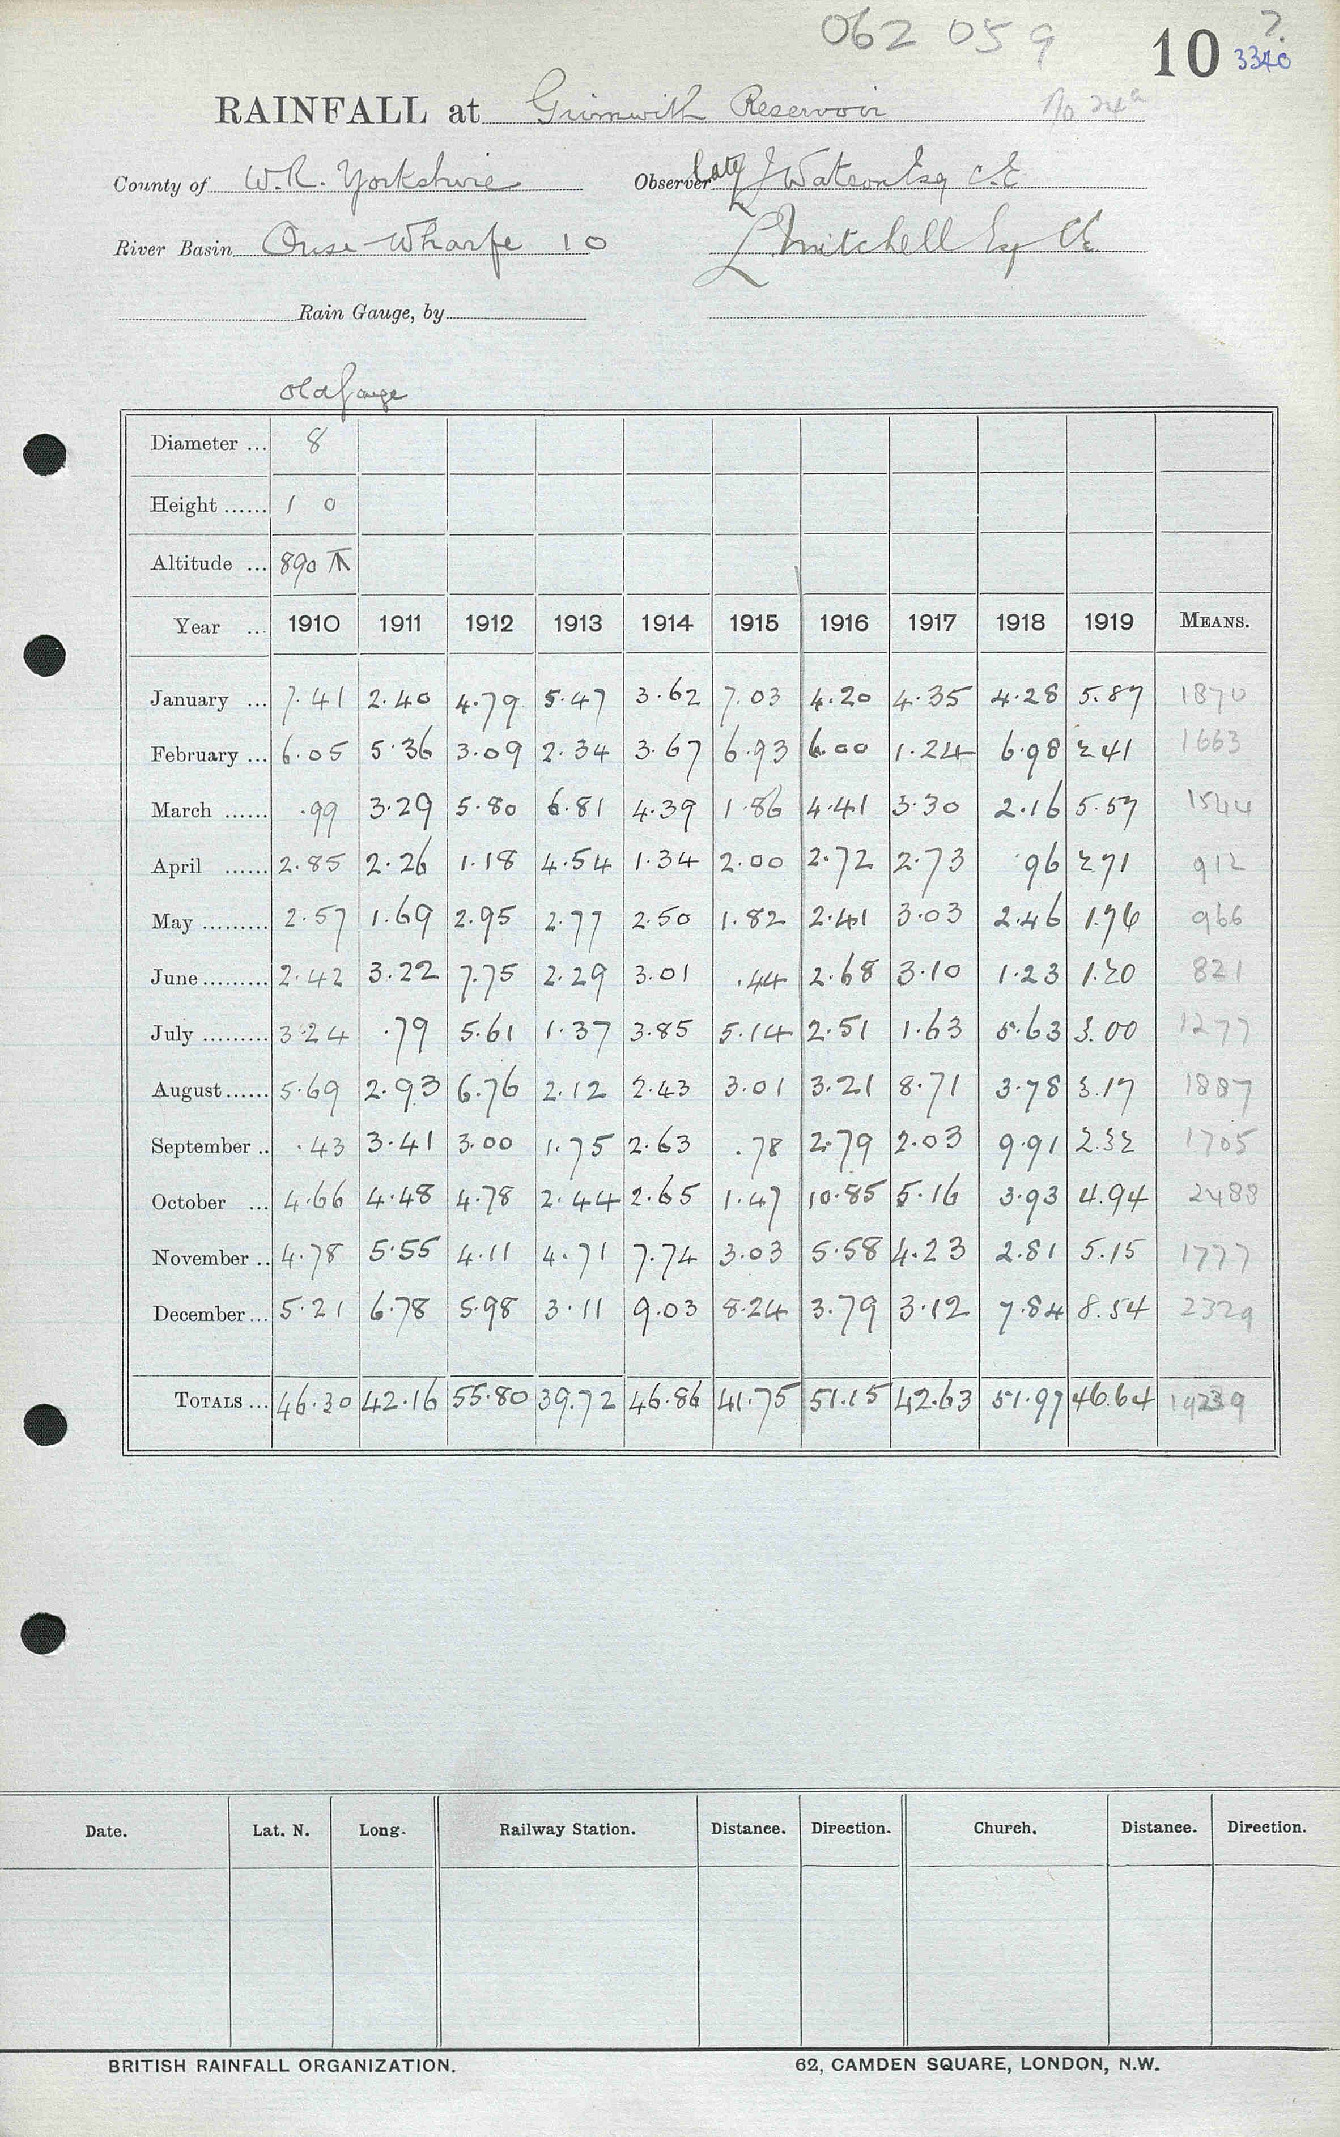 062 059 10 7.
3340
RAINFALL at Grimwith Reservoir No 24a
County of W.R. Yorkshire Observer late J Watson Esq C.E
River Basin Ouse-Wharfe 10 L Mitchell Esq CE
Rain Gauge, by
old Gauge
Diameter ... 8
Height ...... 1 0
Altitude ... 890
Year ... 1910 1911 1912 1913 1914 1915 1916 1917 1918 1919 MEANS.
January ... 7.41 2.40 4.79 5.47 3.62 7.03 4.20 4.35 4.28 5.87 1870
February ... 6.05 5.36 3.09 2.34 3.67 6.93 6.00 1.24 6.98 2.41 1663
March ...... .99 3.29 5.80 6.81 4.39 1.86 4.41 3.30 2.16 5.57 1544
April ...... 2.85 2.26 1.18 4.54 1.34 2.00 2.72 2.73 .96 2.71 912
May ......... 2.57 1.69 2.95 2.77 2.50 1.82 2.41 3.03 2.46 1.76 966
June ......... 2.42 3.22 7.75 2.29 3.01 .44 2.68 3.10 1.23 1.20 821
July ......... 3.24 .79 5.61 1.37 3.85 5.14 2.51 1.63 5.63 3.00 1277
August ...... 5.69 2.93 6.76 2.12 2.43 3.01 3.21 8.71 3.78 3.17 1887
September .. .43 3.41 3.00 1.75 2.63 .78 2.79 2.03 9.91 2.32 1705
October ... 4.66 4.48 4.78 2.44 2.65 1.47 10.85 5.16 3.93 4.94 2488
November .. 4.78 5.55 4.11 4.71 7.74 3.03 5.58 4.23 2.81 5.15 1777
December ... 5.21 6.78 5.98 3.11 9.03 8.24 3.79 3.12 7.84 8.54 2329
TOTALS ... 46.30 42.16 55.80 39.72 46.86 41.75 51.15 42.63 51.97 46.64 19239
Date. Lat. N. Long. Railway Station. Distance. Direction. Church. Distance. Direction.
BRITISH RAINFALL ORGANIZATION. 62, CAMDEN SQUARE, LONDON, N.W.